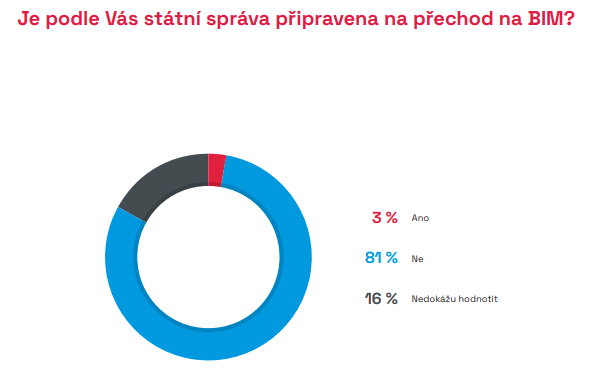 Je podle Vás státní správa připravena na přechod na BIM?
3 % Ano
81 % Ne
16 % Nedokážu hodnotit